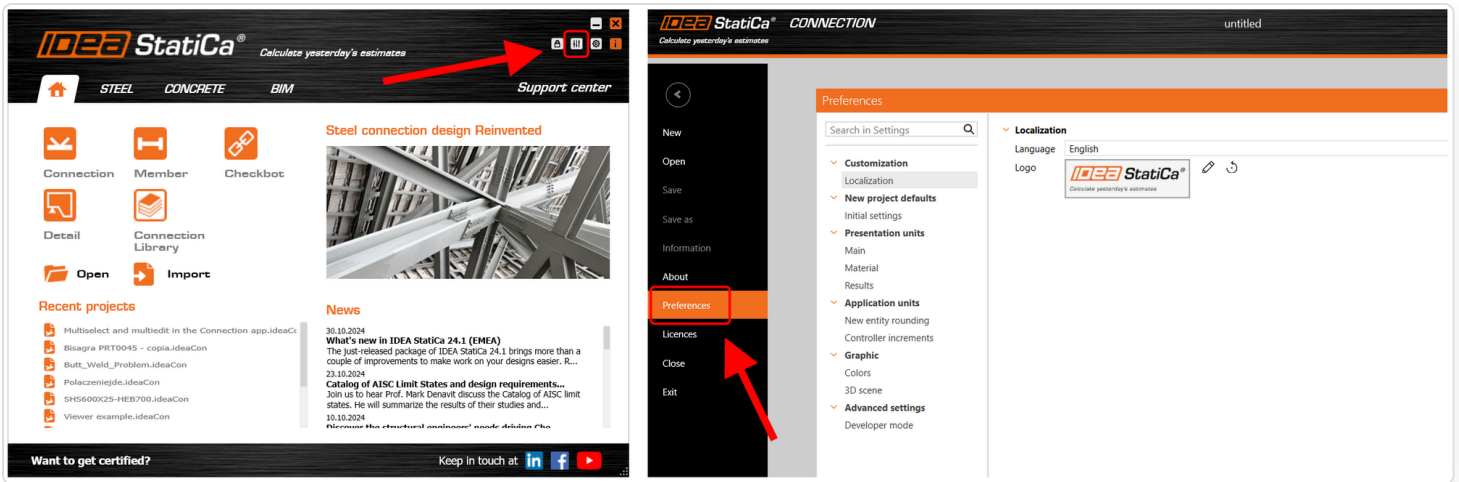 IDEA StatiCa®
Calculate yesterday's estimates
STEEL CONCRETE BIM Support center
Connection Member Checkbot
Detail Connection
Library
Open Import
Recent projects
Multiselect and multiedit in the Connection app.ideaCo
Bisagra PRT0045 - copia.ideaCon
Butt_Weld_Problem.ideaCon
Polaczeniejde.ideaCon
SHS600X25-HEB700.ideaCon
Viewer example.ideaCon
Steel connection design Reinvented
News
30.10.2024
What's new in IDEA StatiCa 24.1 (EMEA)
The just-released package of IDEA StatiCa 24.1 brings more than a
couple of improvements to make work on your designs easier. R...
23.10.2024
Catalog of AISC Limit States and design requirements...
Join us to hear Prof. Mark Denavit discuss the Catalog of AISC limit
states. He will summarize the results of their studies and...
10.10.2024
Discover the structural engineers' needs driving Che
Want to get certified? Keep in touch at in f
IDEA StatiCa® CONNECTION untitled
Calculate yesterday's estimates
New
Open
Save
Save as
Information
About
Preferences
Licences
Close
Exit
Preferences
Search in Settings
Customization
Localization
New project defaults
Initial settings
Presentation units
Main
Material
Results
Application units
New entity rounding
Controller increments
Graphic
Colors
3D scene
Advanced settings
Developer mode
Localization
Language English
Logo IDEA StatiCa®
Calculate yesterday's estimates